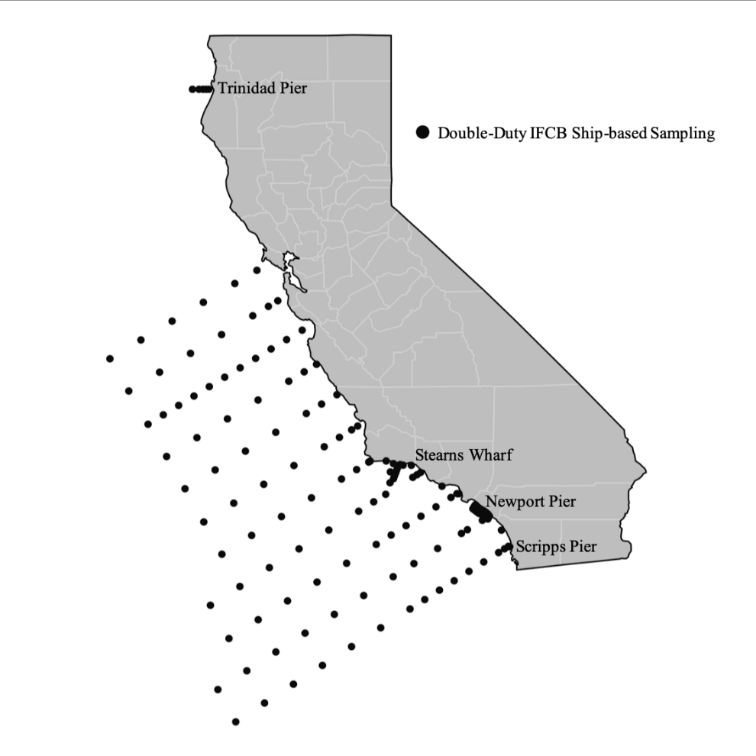 Trinidad Pier
Double-Duty IFCB Ship-based Sampling
Stearns Wharf
Newport Pier
Scripps Pier